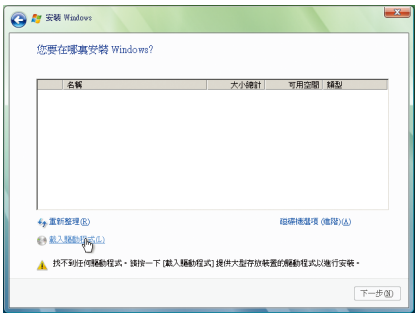 安裝 Windows
您要在哪裏安裝 Windows?
名稱 大小總計 可用空間 類型
重新整理(R) 磁碟機選項 (進階)(A)
載入驅動程式(L)
找不到任何驅動程式。請按一下 [載入驅動程式] 提供大型存放裝置的驅動程式以進行安裝。
下一步(N)